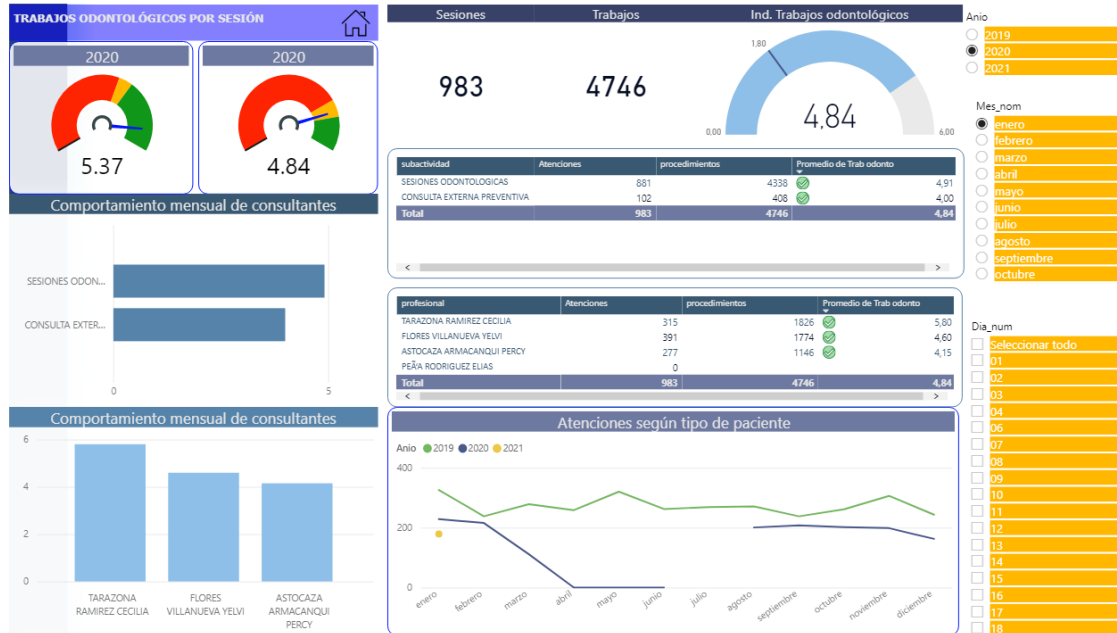 TRABAJOS ODONTOLÓGICOS POR SESIÓN
2020
5.37
2020
4.84
Comportamiento mensual de consultantes
SESIONES ODON...
CONSULTA EXTER...
0 5
Comportamiento mensual de consultantes
6
4
2
0
TARAZONA RAMIREZ CECILIA
FLORES VILLANUEVA YELVI
ASTOCAZA ARMACANQUI PERCY
Sesiones Trabajos Ind. Trabajos odontológicos
983
4746
1,80
4,84
0,00 6,00
subactividad Atenciones procedimientos Promedio de Trab odonto
SESIONES ODONTOLOGICAS 881 4338 4,91
CONSULTA EXTERNA PREVENTIVA 102 408 4,00
Total 983 4746 4,84
profesional Atenciones procedimientos Promedio de Trab odonto
TARAZONA RAMIREZ CECILIA 315 1826 5,80
FLORES VILLANUEVA YELVI 391 1774 4,60
ASTOCAZA ARMACANQUI PERCY 277 1146 4,15
PEÃ'A RODRIGUEZ ELIAS 0
Total 983 4746 4,84
Atenciones según tipo de paciente
Anio 2019 2020 2021
400
200
0
enero febrero marzo abril mayo junio julio agosto septiembre octubre noviembre diciembre
Anio
2019
2020
2021
Mes_nom
enero
febrero
marzo
abril
mayo
junio
julio
agosto
septiembre
octubre
Dia_num
Seleccionar todo
01
02
03
04
06
07
08
09
10
11
12
13
14
15
16
17
18